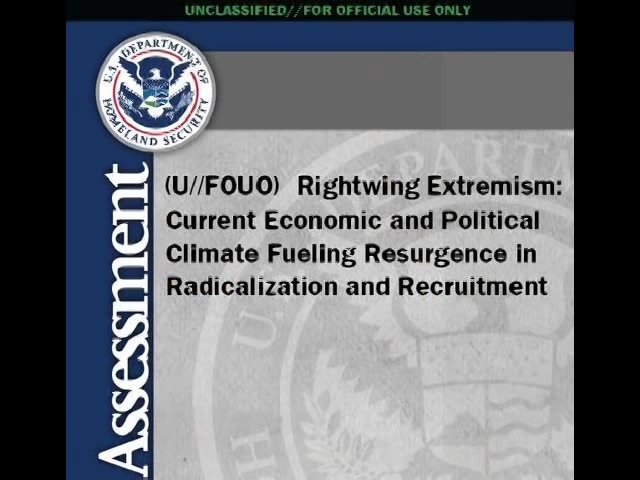 UNCLASSIFIED//FOR OFFICIAL USE ONLY
U.S. DEPARTMENT OF
HOMELAND SECURITY
Assessment
(U//FOUO) Rightwing Extremism:
Current Economic and Political
Climate Fueling Resurgence in
Radicalization and Recruitment